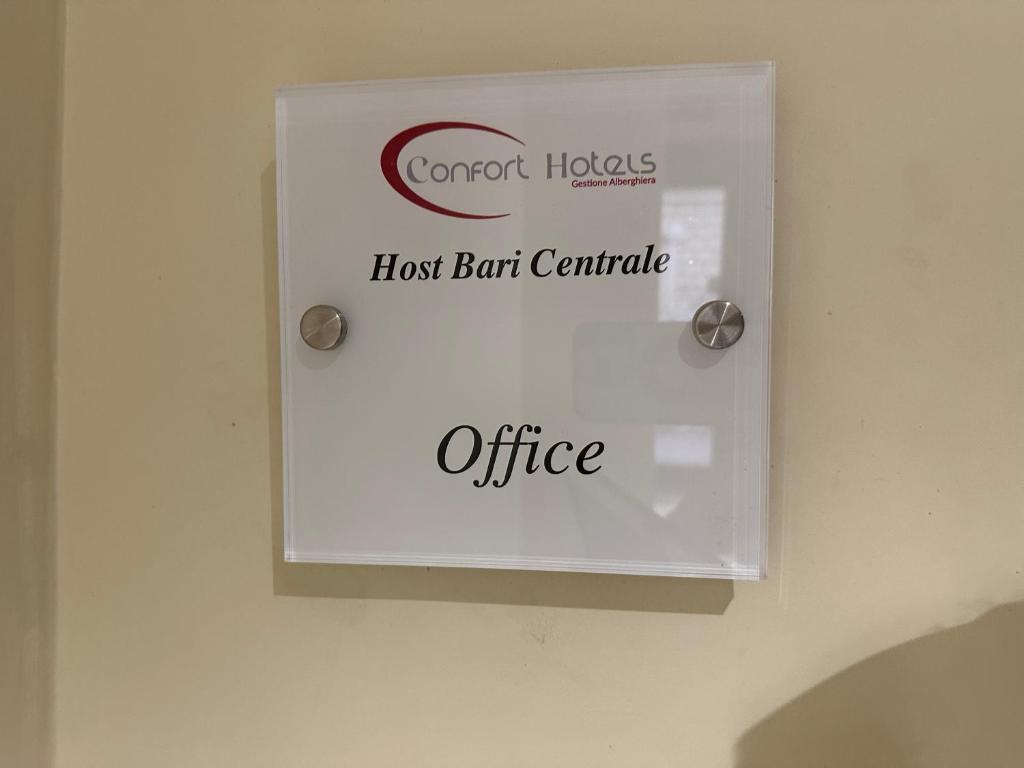 Confort Hotels
Gestione Alberghiera
Host Bari Centrale
Office